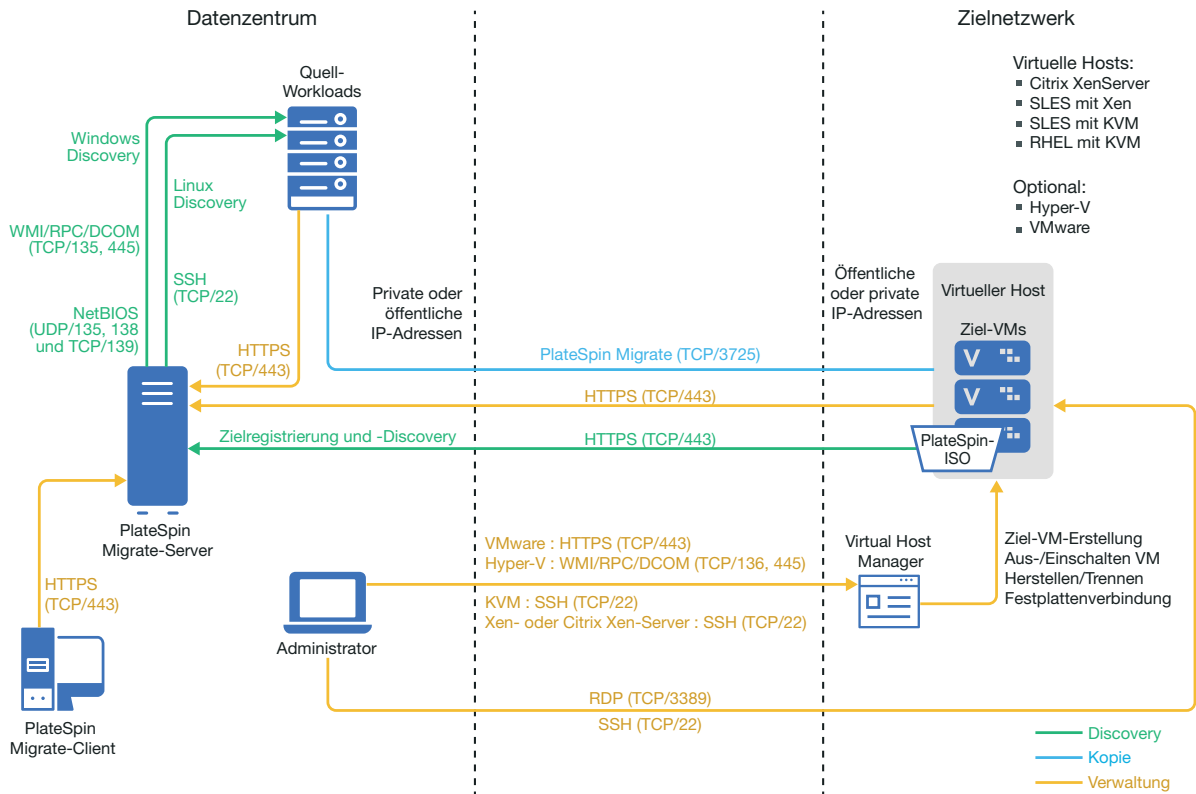 Datenzentrum
Zielnetzwerk
Virtuelle Hosts:
Citrix XenServer
SLES mit Xen
SLES mit KVM
RHEL mit KVM
Optional:
Hyper-V
VMware
Quell-
Workloads
Windows
Discovery
Linux
Discovery
WMI/RPC/DCOM
(TCP/135, 445)
SSH
(TCP/22)
NetBIOS
(UDP/135, 138
und TCP/139)
HTTPS
(TCP/443)
Private oder
öffentliche
IP-Adressen
Öffentliche
oder private
IP-Adressen
Virtueller Host
Ziel-VMs
V
V
PlateSpin-
ISO
PlateSpin Migrate (TCP/3725)
HTTPS (TCP/443)
Zielregistrierung und -Discovery
HTTPS (TCP/443)
PlateSpin
Migrate-Server
HTTPS
(TCP/443)
PlateSpin
Migrate-Client
Administrator
VMware : HTTPS (TCP/443)
Hyper-V : WMI/RPC/DCOM (TCP/136, 445)
KVM : SSH (TCP/22)
Xen- oder Citrix Xen-Server : SSH (TCP/22)
Virtual Host
Manager
Ziel-VM-Erstellung
Aus-/Einschalten VM
Herstellen/Trennen
Festplattenverbindung
RDP (TCP/3389)
SSH (TCP/22)
Discovery
Kopie
Verwaltung